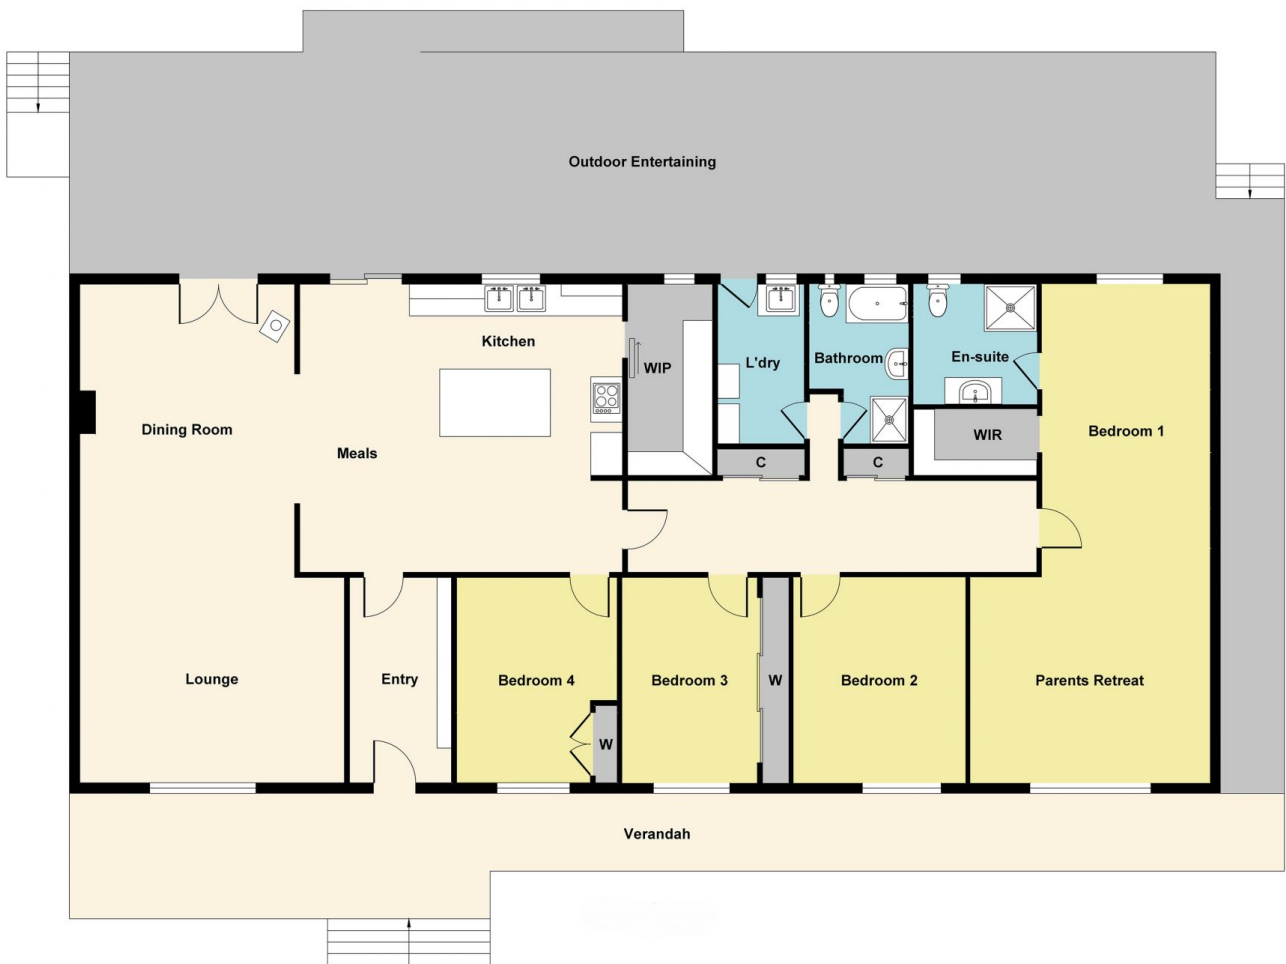 Outdoor Entertaining
Kitchen
WIP
L'dry
Bathroom
En-suite
Dining Room
Meals
WIR
Bedroom 1
C
C
Lounge
Entry
Bedroom 4
W
Bedroom 3
W
Bedroom 2
Parents Retreat
Verandah